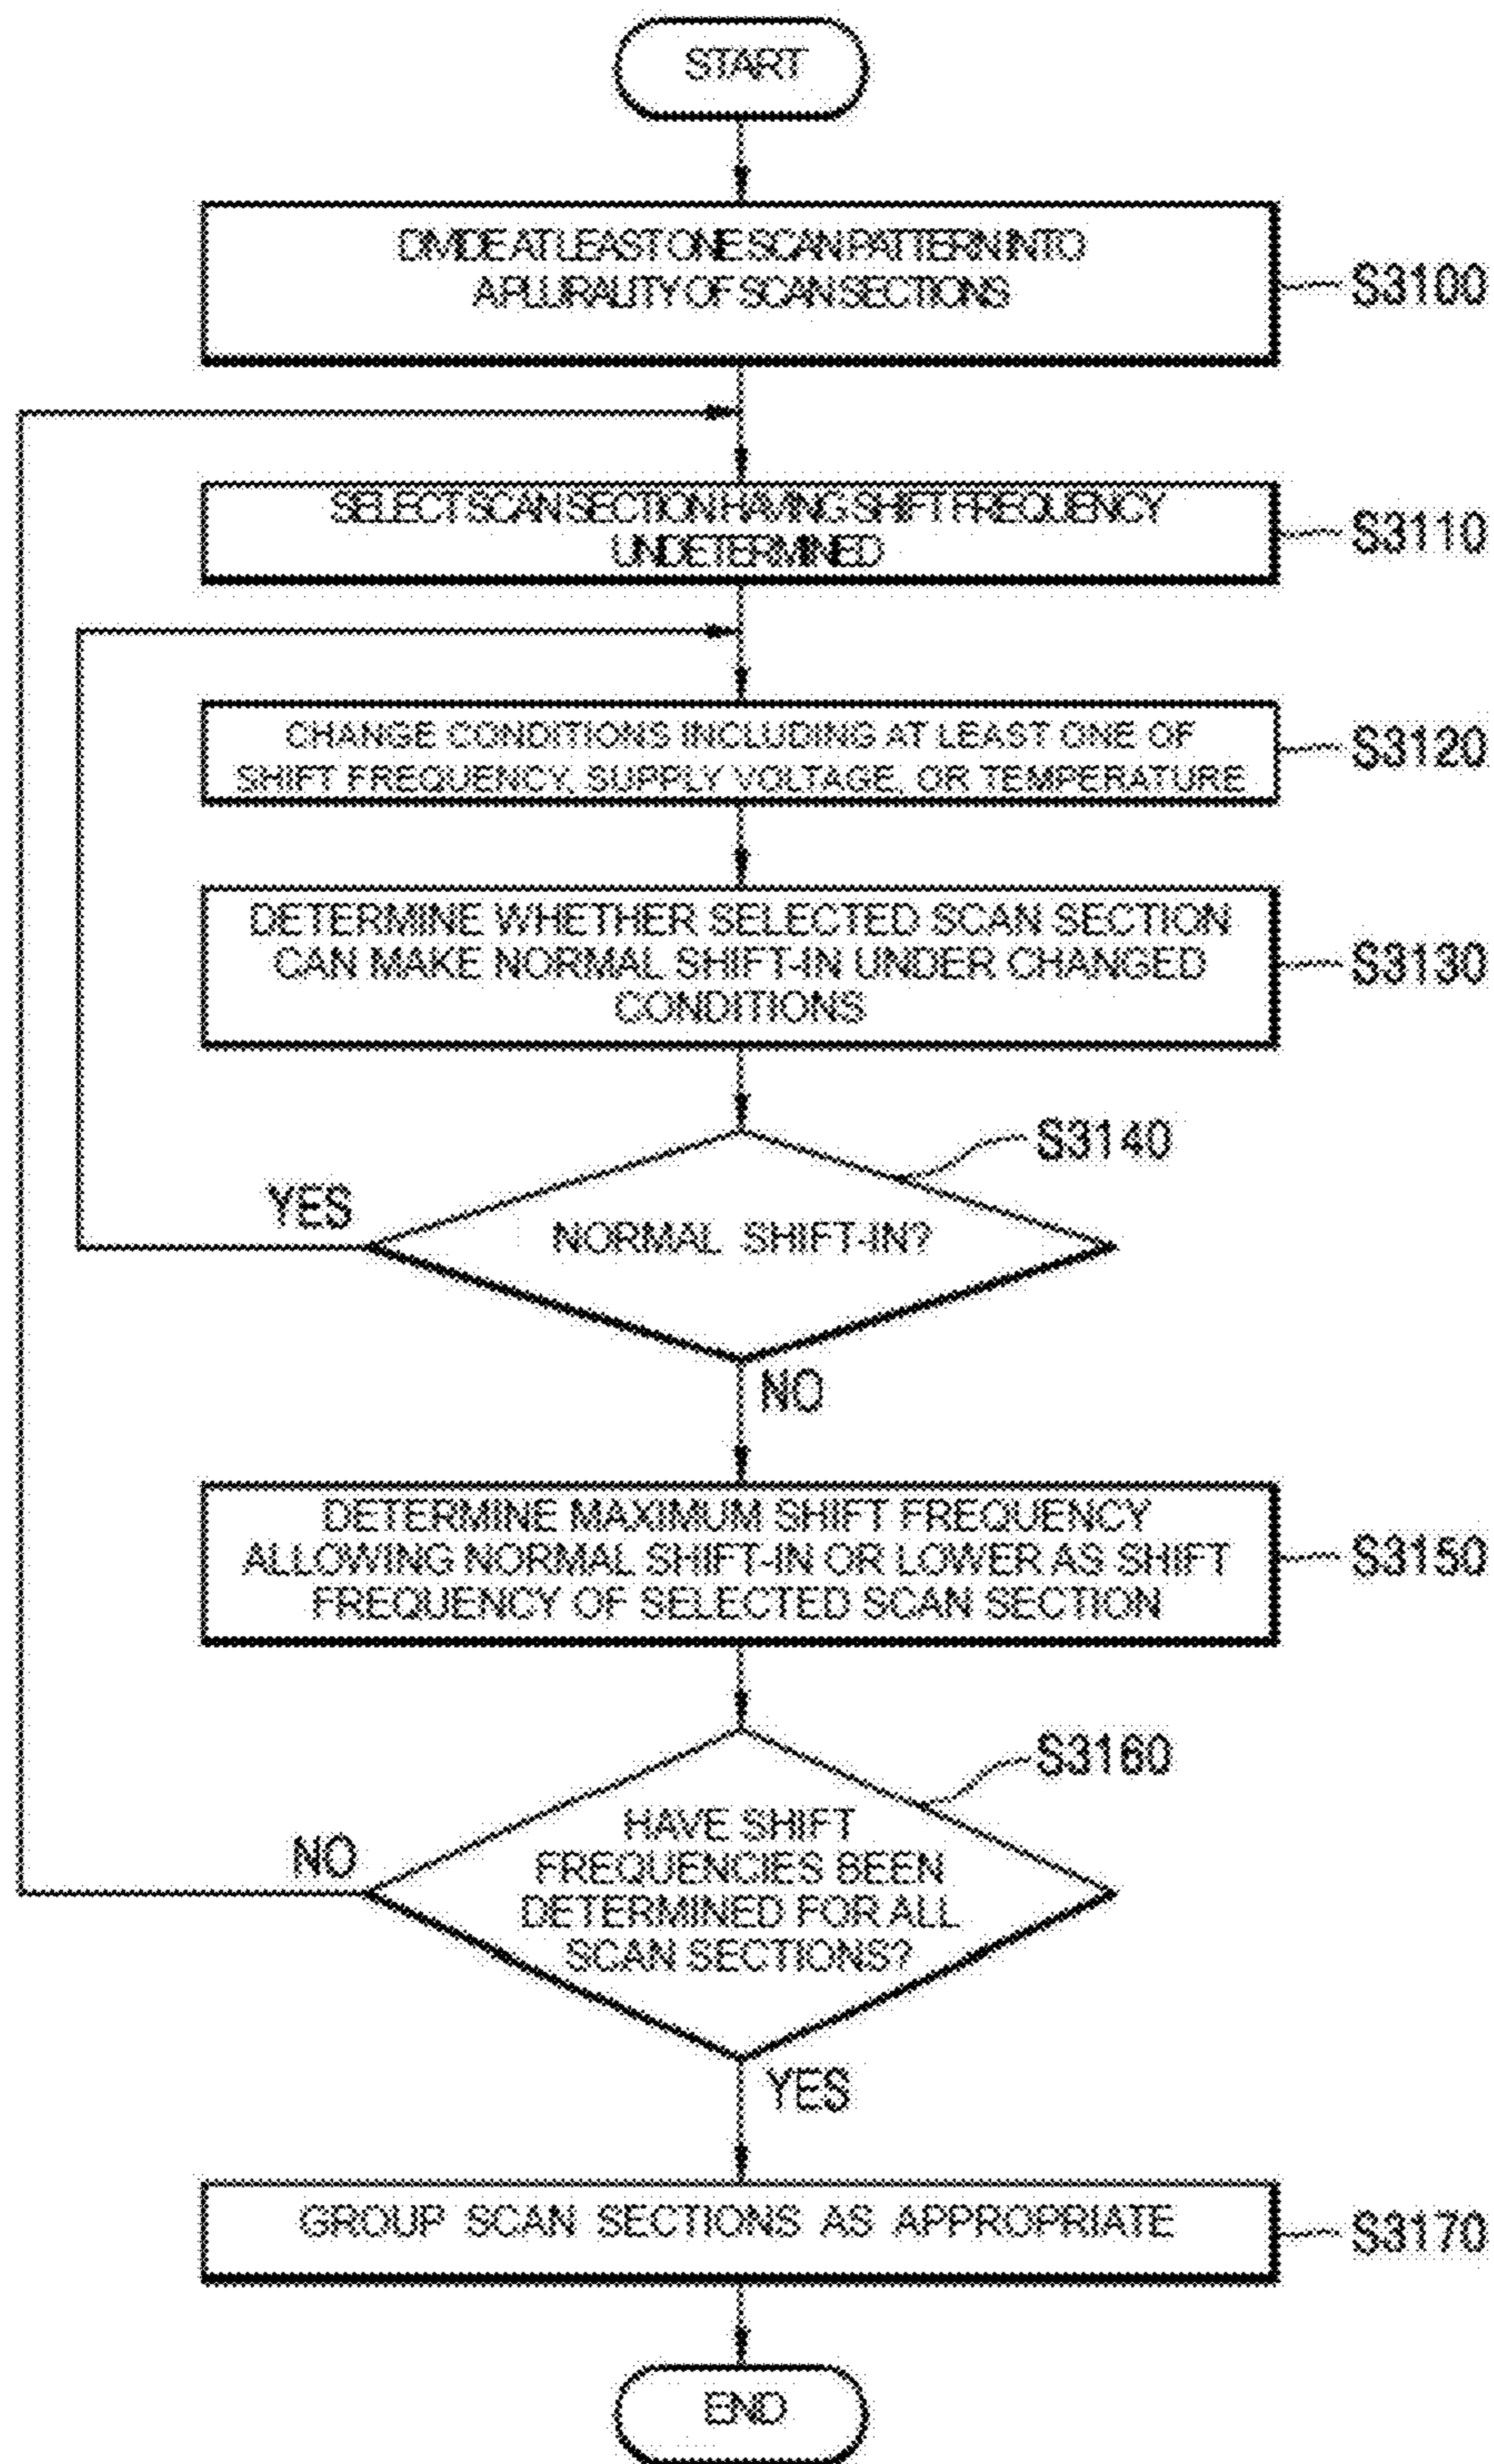 START
DIVIDE AT LEAST ONE SCAN PATTERN INTO
A PLURALITY OF SCAN SECTIONS
S3100
SELECT SCAN SECTION HAVING SHIFT FREQUENCY
UNDETERMINED
S3110
CHANGE CONDITIONS INCLUDING AT LEAST ONE OF
SHIFT FREQUENCY, SUPPLY VOLTAGE, OR TEMPERATURE
S3120
DETERMINE WHETHER SELECTED SCAN SECTION
CAN MAKE NORMAL SHIFT-IN UNDER CHANGED
CONDITIONS
S3130
S3140
YES
NORMAL SHIFT-IN?
NO
DETERMINE MAXIMUM SHIFT FREQUENCY
ALLOWING NORMAL SHIFT-IN OR LOWER AS SHIFT
FREQUENCY OF SELECTED SCAN SECTION
S3150
S3160
NO
HAVE SHIFT
FREQUENCIES BEEN
DETERMINED FOR ALL
SCAN SECTIONS?
YES
GROUP SCAN SECTIONS AS APPROPRIATE
S3170
END